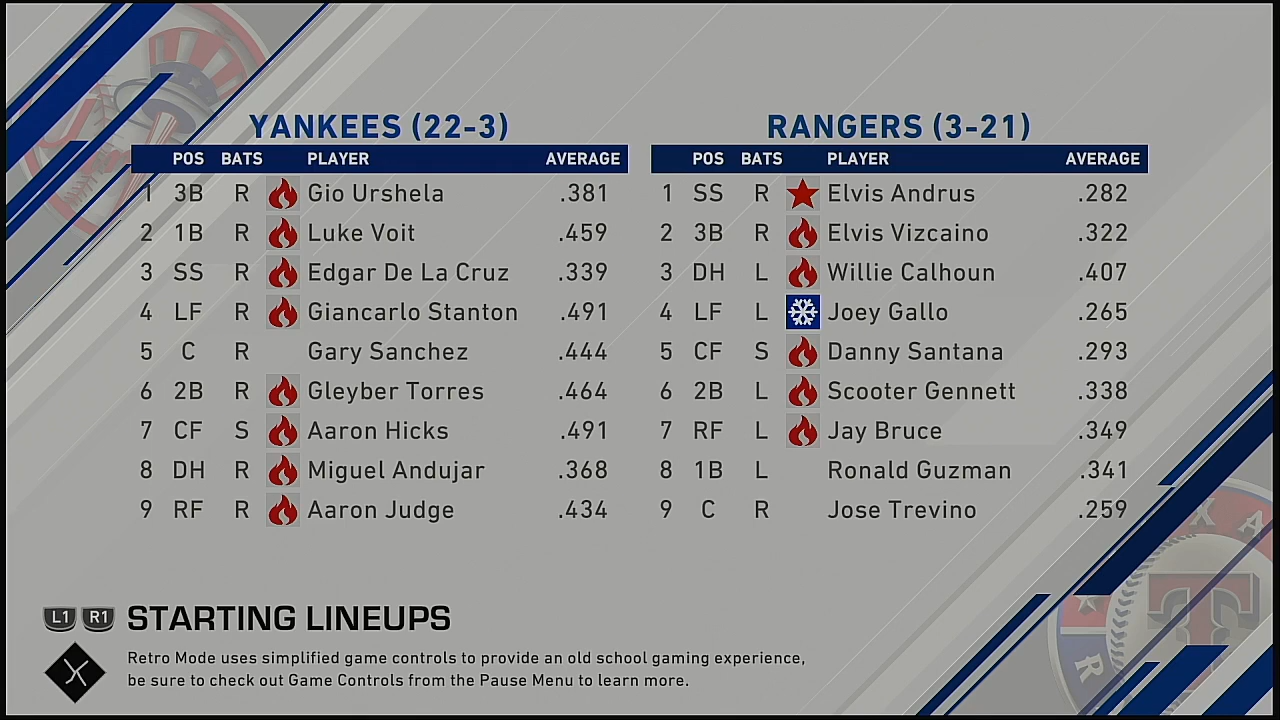 YANKEES (22-3)
POS BATS PLAYER AVERAGE
1 3B R Gio Urshela .381
2 1B R Luke Voit .459
3 SS R Edgar De La Cruz .339
4 LF R Giancarlo Stanton .491
5 C R Gary Sanchez .444
6 2B R Gleyber Torres .464
7 CF S Aaron Hicks .491
8 DH R Miguel Andujar .368
9 RF R Aaron Judge .434
RANGERS (3-21)
POS BATS PLAYER AVERAGE
1 SS R Elvis Andrus .282
2 3B R Elvis Vizcaino .322
3 DH L Willie Calhoun .407
4 LF L Joey Gallo .265
5 CF S Danny Santana .293
6 2B L Scooter Gennett .338
7 RF L Jay Bruce .349
8 1B L Ronald Guzman .341
9 C R Jose Trevino .259
L1 R1 STARTING LINEUPS
Retro Mode uses simplified game controls to provide an old school gaming experience,
be sure to check out Game Controls from the Pause Menu to learn more.
X A
T
R